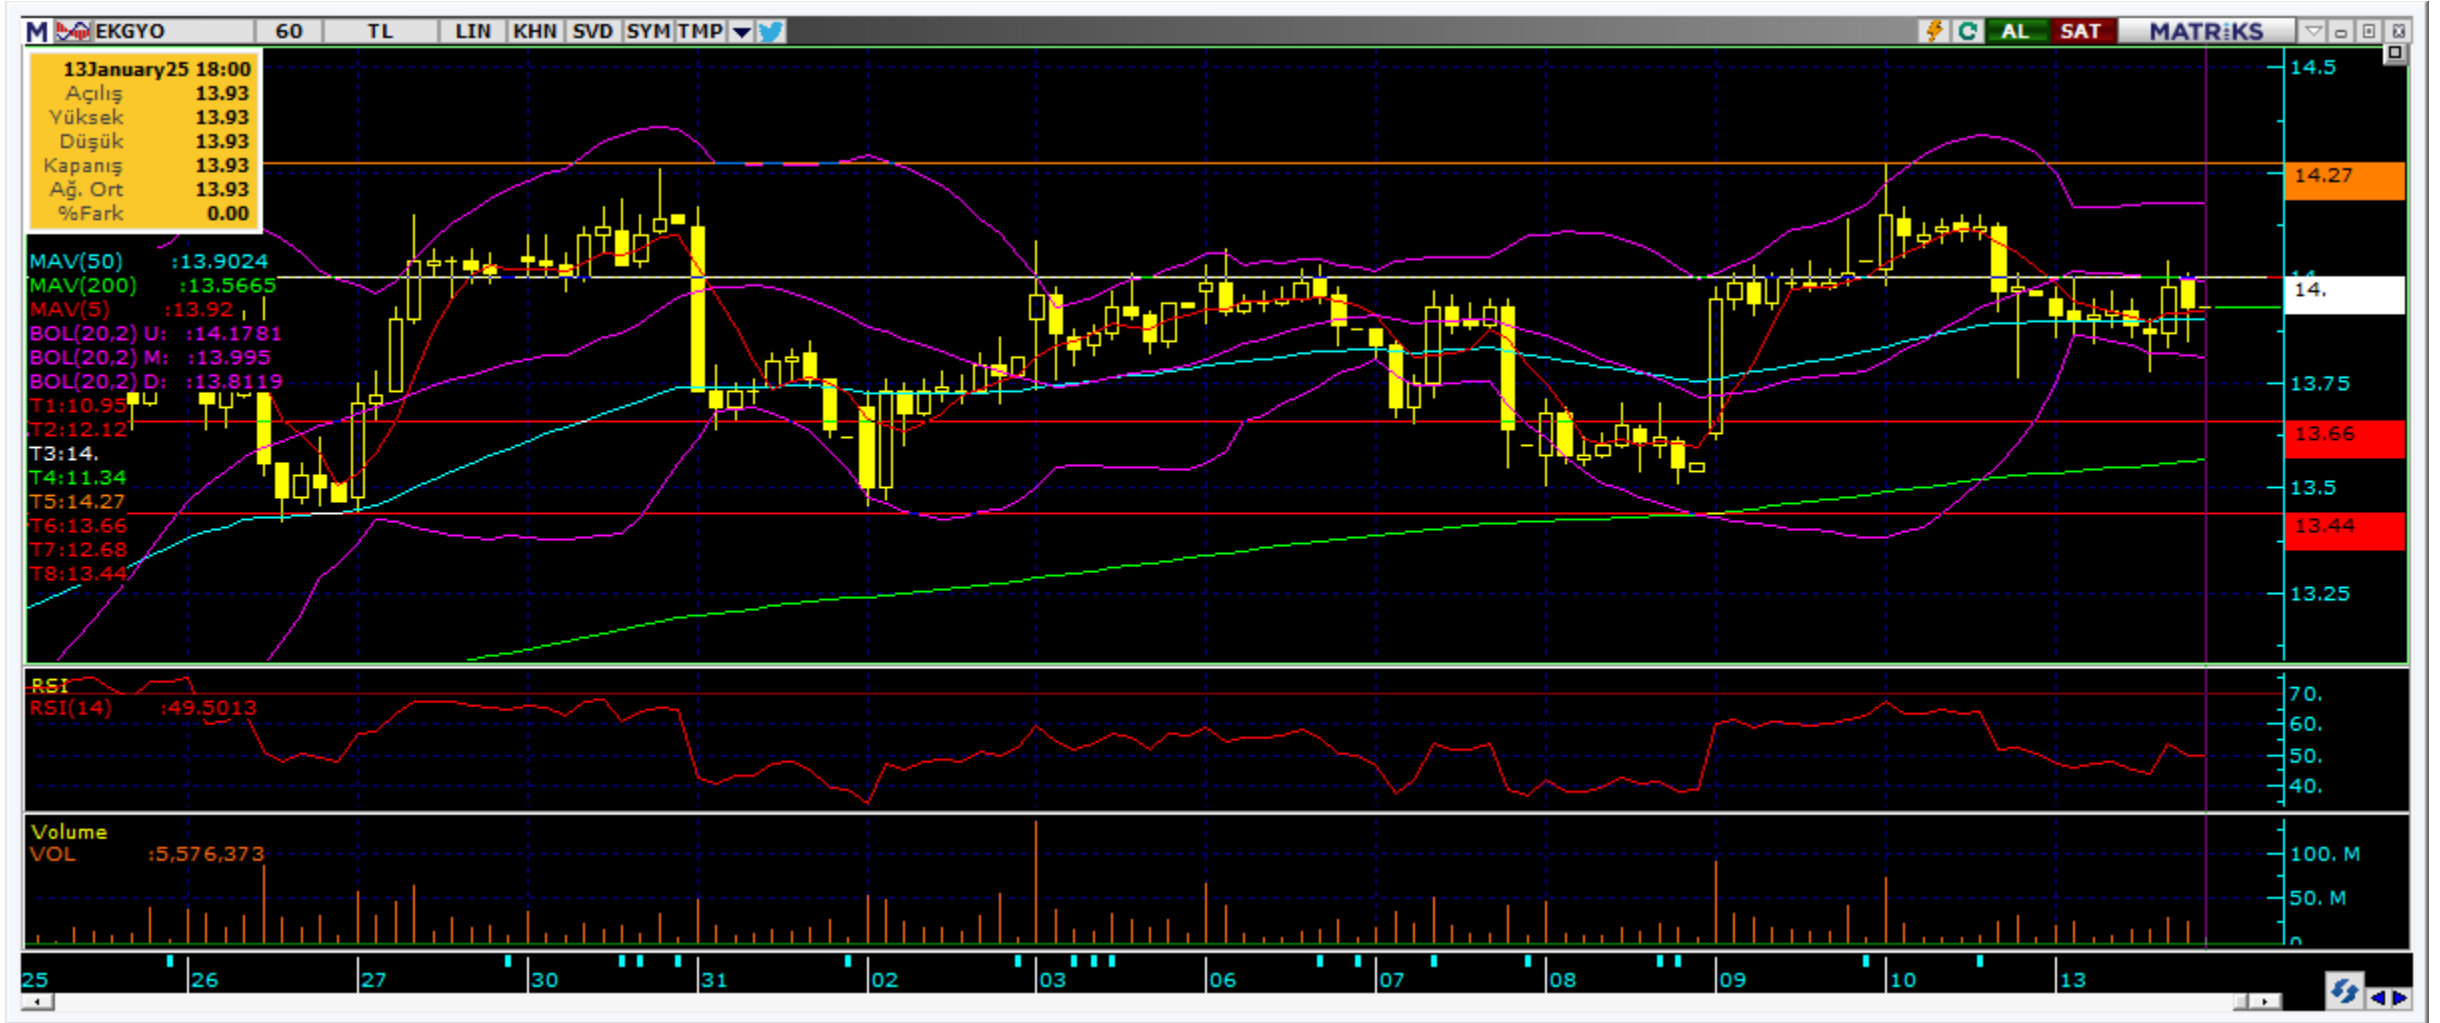 M EKGYO 60 TL LIN KHN SVD SYM TMP AL SAT MATRiKS
13January25 18:00
Açılış 13.93
Yüksek 13.93
Düşük 13.93
Kapanış 13.93
Ağ. Ort 13.93
%Fark 0.00
MAV(50) :13.9024
MAV(200) :13.5665
MAV(5) :13.92
BOL(20,2) U: :14.1781
BOL(20,2) M: :13.995
BOL(20,2) D: :13.8119
T1:10.95
T2:12.12
T3:14.
T4:11.34
T5:14.27
T6:13.66
T7:12.68
T8:13.44
14.5
14.27
14.
14.
13.75
13.66
13.5
13.44
13.25
RSI
RSI(14) :49.5013
70.
60.
50.
40.
Volume
VOL :5,576,373
100. M
50. M
0
25 26 27 30 31 02 03 06 07 08 09 10 13